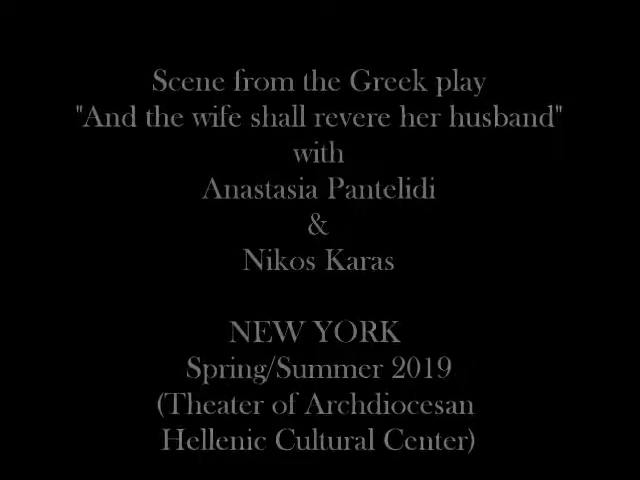 Scene from the Greek play
"And the wife shall revere her husband"
with
Anastasia Pantelidi
&
Nikos Karas
NEW YORK
Spring/Summer 2019
(Theater of Archdiocesan
Hellenic Cultural Center)